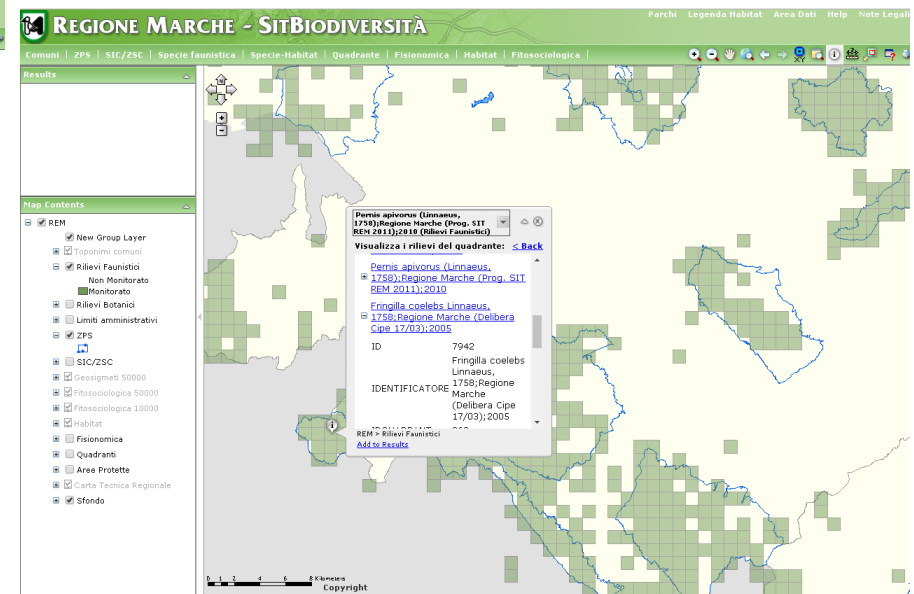 Parchi Legenda Habitat Area Dati Help Note Legali
REGIONE MARCHE - SITBIODIVERSITÀ
Comuni | ZPS | SIC/ZSC | Specie faunistica | Specie-Habitat | Quadrante | Fisionomica | Habitat | Fitosociologica |
XY
Results
N
Map Contents
REM
New Group Layer
Toponimi comuni
Rilievi Faunistici
Non Monitorato
Monitorato
Rilievi Botanici
Limiti amministrativi
ZPS
SIC/ZSC
Geosigmeti 50000
Fitosociologica 50000
Fitosociologica 10000
Habitat
Fisionomica
Quadranti
Aree Protette
Carta Tecnica Regionale
Sfondo
Pernis apivorus (Linnaeus,
1758);Regione Marche (Prog. SIT
REM 2011);2010 (Rilievi Faunistici)
Visualizza i rilievi del quadrante: < Back
Pernis apivorus (Linnaeus,
1758);Regione Marche (Prog. SIT
REM 2011);2010
Fringilla coelebs Linnaeus,
1758;Regione Marche (Delibera
Cipe 17/03);2005
ID 7942
Fringilla coelebs
Linnaeus,
IDENTIFICATORE 1758;Regione
Marche
(Delibera Cipe
17/03);2005
REM > Rilievi Faunistici
Add to Results
0 1 2 4 6 8 Kilometers
Copyright